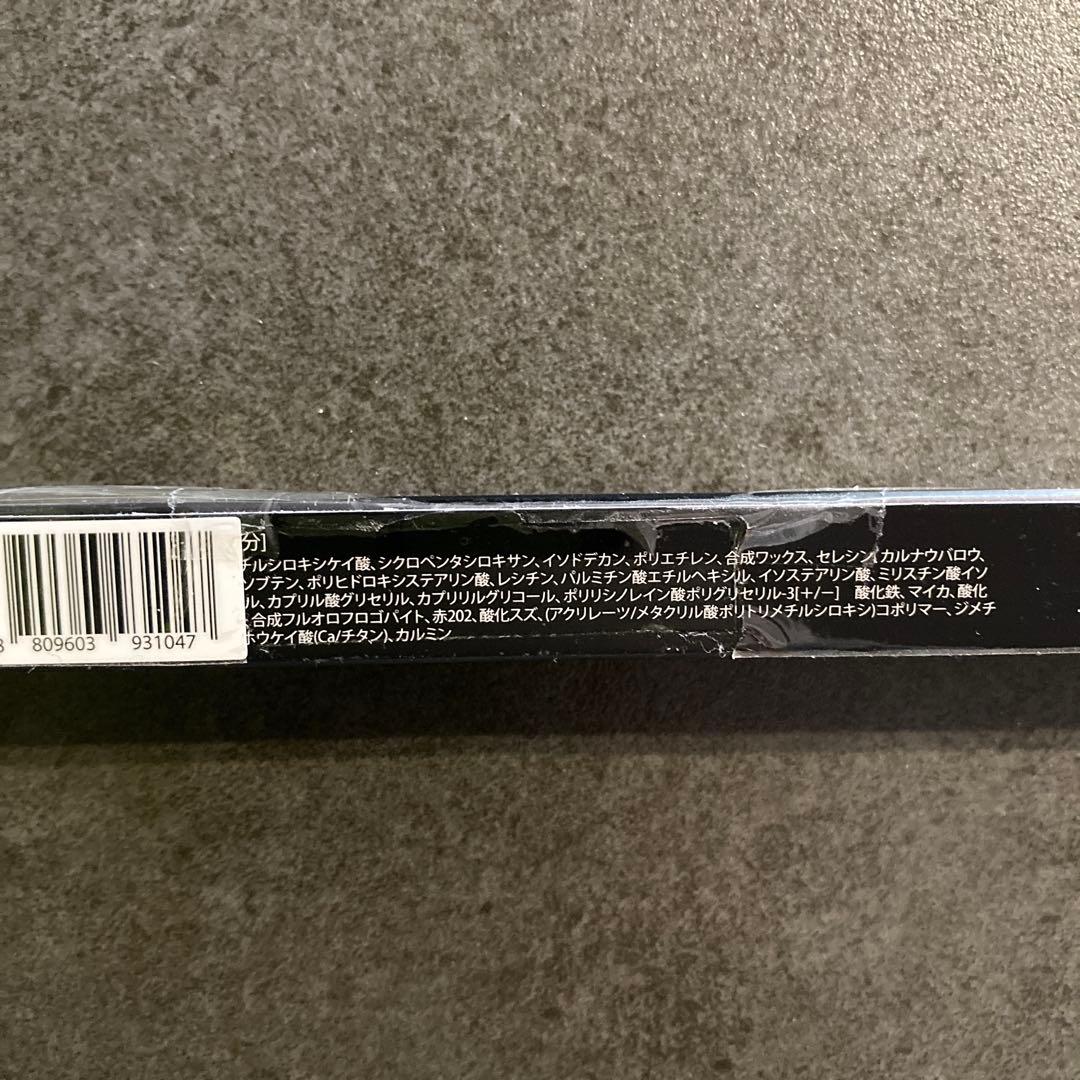 分]
チルシロキシケイ酸、シクロペンタシロキサン、イソドデカン、ポリエチレン、合成ワックス、セレシン、カルナウバロウ、
ソブテン、ポリヒドロキシステアリン酸、レシチン、パルミチン酸エチルヘキシル、イソステアリン酸、ミリスチン酸イソ
ル、カプリル酸グリセリル、カプリリルグリコール、ポリリシノレイン酸ポリグリセリル-3[+/−] 酸化鉄、マイカ、酸化
、合成フルオロフロゴパイト、赤202、酸化スズ、(アクリレーツ/メタクリル酸ポリトリメチルシロキシ)コポリマー、ジメチ
ホウケイ酸(Ca/チタン)、カルミン
8 809603 931047